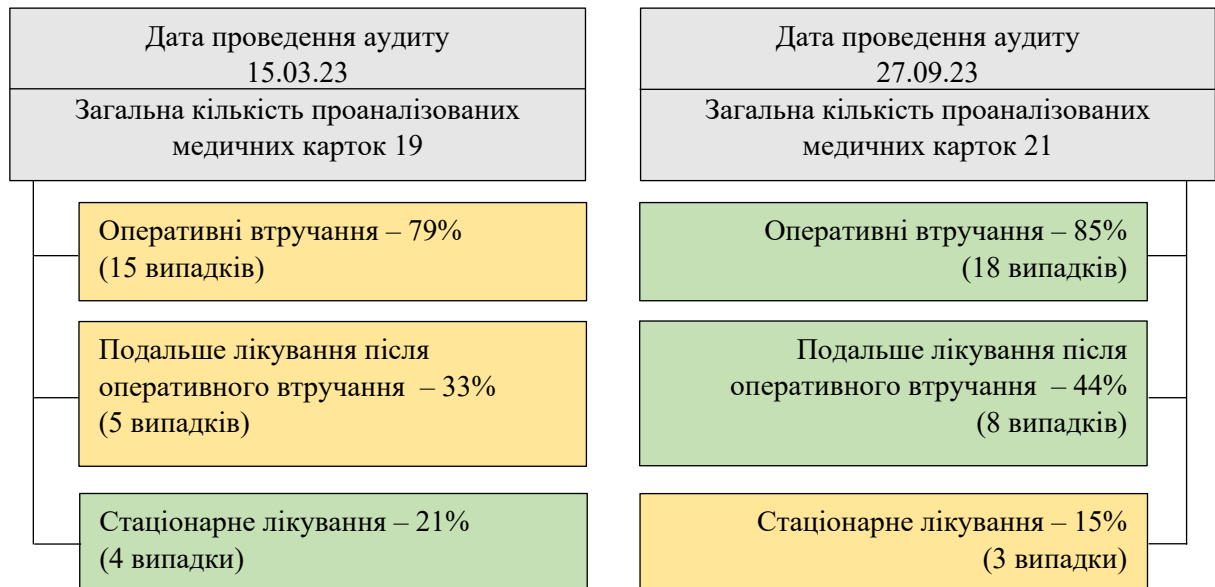 Дата проведення аудиту
15.03.23
Загальна кількість проаналізованих
медичних карток 19
Оперативні втручання – 79%
(15 випадків)
Подальше лікування після
оперативного втручання – 33%
(5 випадків)
Стаціонарне лікування – 21%
(4 випадки)
Дата проведення аудиту
27.09.23
Загальна кількість проаналізованих
медичних карток 21
Оперативні втручання – 85%
(18 випадків)
Подальше лікування після
оперативного втручання – 44%
(8 випадків)
Стаціонарне лікування – 15%
(3 випадки)